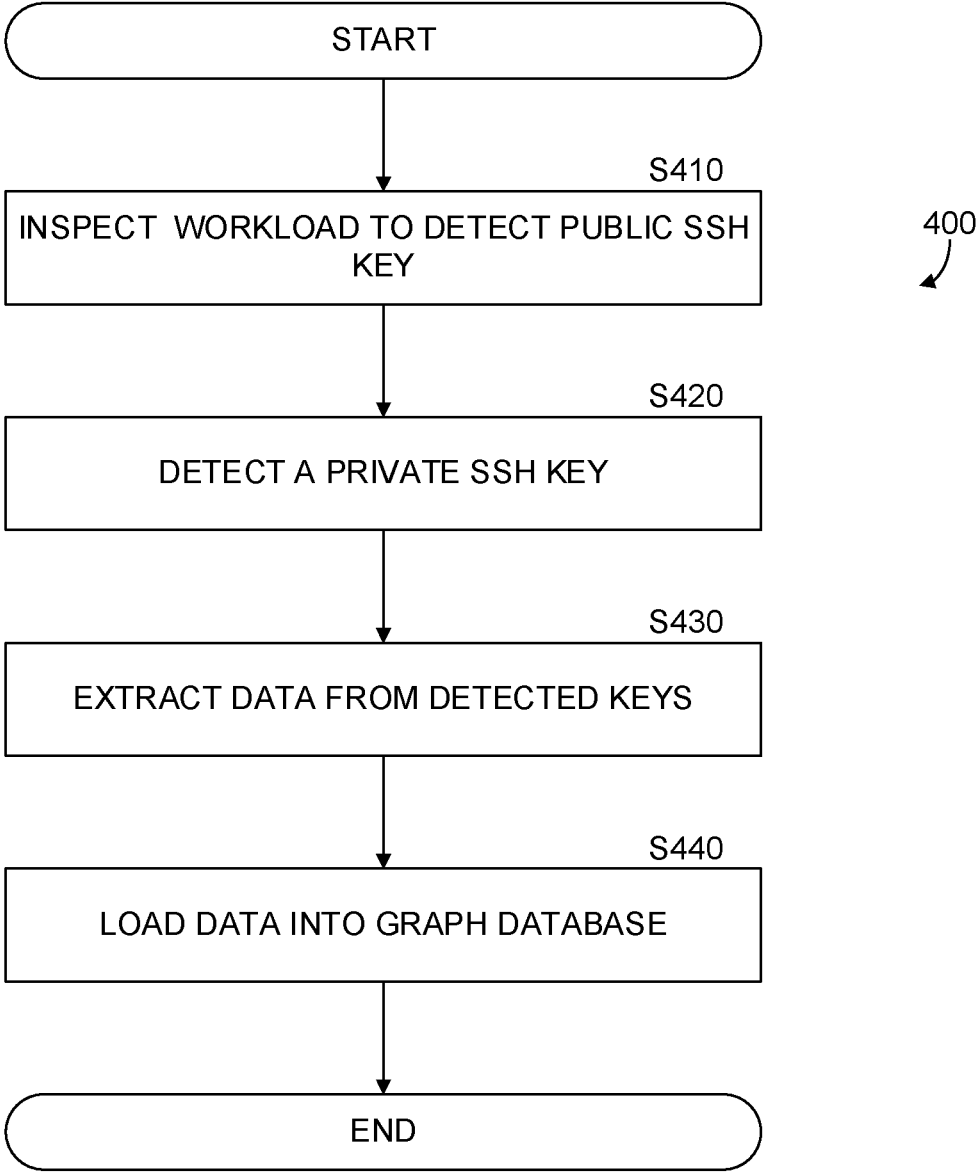 START
S410
INSPECT WORKLOAD TO DETECT PUBLIC SSH
KEY
400
S420
DETECT A PRIVATE SSH KEY
S430
EXTRACT DATA FROM DETECTED KEYS
S440
LOAD DATA INTO GRAPH DATABASE
END